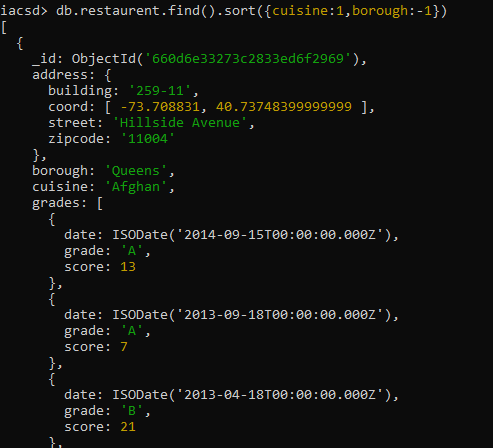 iacsd> db.restaurent.find().sort({cuisine:1,borough:-1})
[
  {
    _id: ObjectId('660d6e33273c2833ed6f2969'),
    address: {
      building: '259-11',
      coord: [ -73.708831, 40.73748399999999 ],
      street: 'Hillside Avenue',
      zipcode: '11004'
    },
    borough: 'Queens',
    cuisine: 'Afghan',
    grades: [
      {
        date: ISODate('2014-09-15T00:00:00.000Z'),
        grade: 'A',
        score: 13
      },
      {
        date: ISODate('2013-09-18T00:00:00.000Z'),
        grade: 'A',
        score: 7
      },
      {
        date: ISODate('2013-04-18T00:00:00.000Z'),
        grade: 'B',
        score: 21
      },